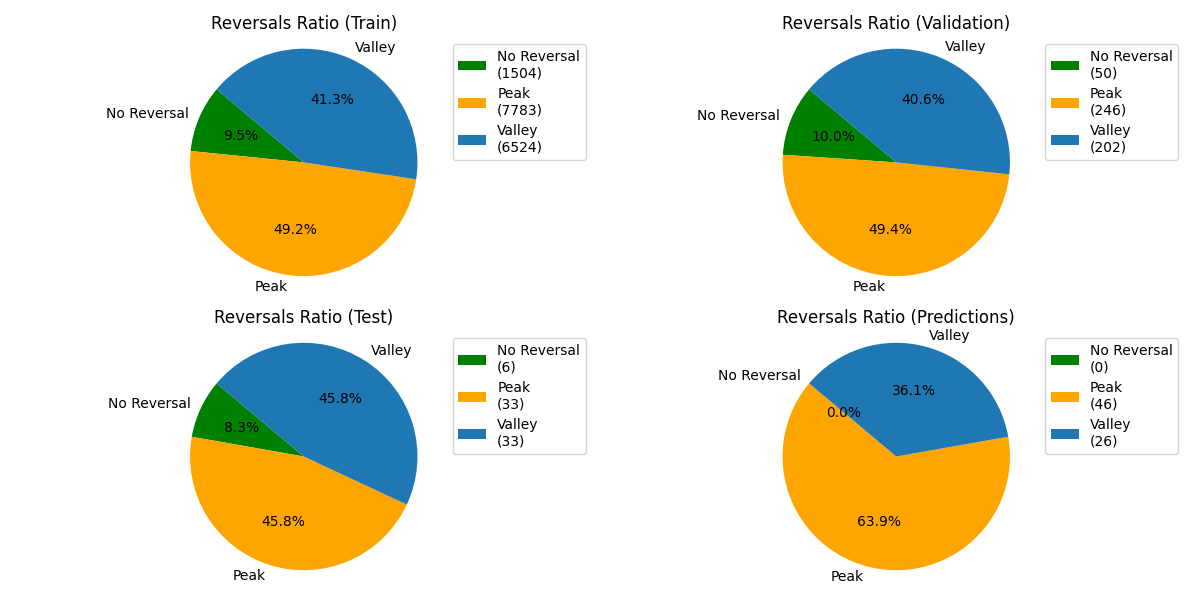 Reversals Ratio (Train)
Valley
41.3%
No Reversal
9.5%
49.2%
Peak
No Reversal
(1504)
Peak
(7783)
Valley
(6524)
Reversals Ratio (Validation)
Valley
40.6%
No Reversal
10.0%
49.4%
Peak
No Reversal
(50)
Peak
(246)
Valley
(202)
Reversals Ratio (Test)
Valley
45.8%
No Reversal
8.3%
45.8%
Peak
No Reversal
(6)
Peak
(33)
Valley
(33)
Reversals Ratio (Predictions)
Valley
36.1%
No Reversal
0.0%
63.9%
Peak
No Reversal
(0)
Peak
(46)
Valley
(26)